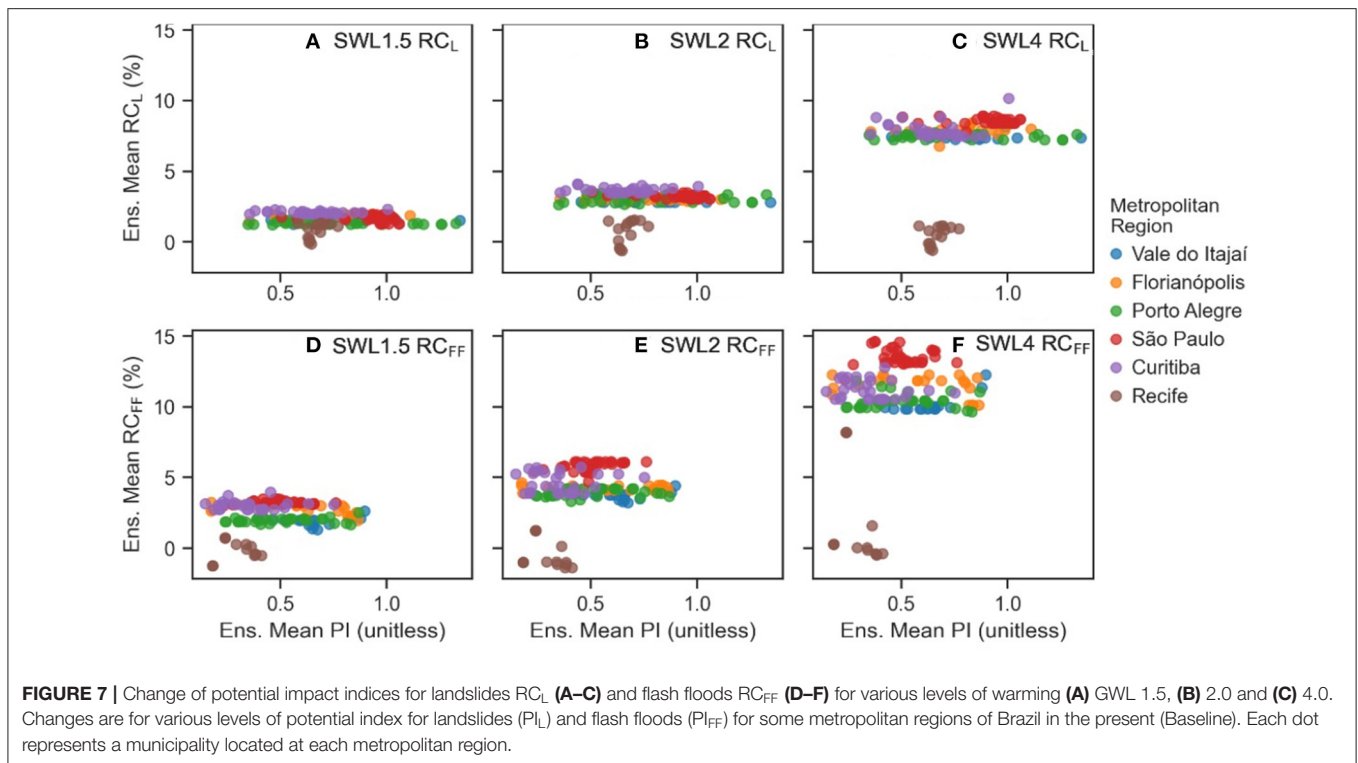 A SWL1.5 RCL
B SWL2 RCL
C SWL4 RCL
15
10
5
0
Ens. Mean RCL (%)
0.5 1.0
0.5 1.0
0.5 1.0
Metropolitan
Region
Vale do Itajaí
Florianópolis
Porto Alegre
São Paulo
Curitiba
Recife
D SWL1.5 RCFF
E SWL2 RCFF
F SWL4 RCFF
15
10
5
0
Ens. Mean RCFF (%)
0.5 1.0
0.5 1.0
0.5 1.0
Ens. Mean PI (unitless)
Ens. Mean PI (unitless)
Ens. Mean PI (unitless)
FIGURE 7 | Change of potential impact indices for landslides RCL (A–C) and flash floods RCFF (D–F) for various levels of warming (A) GWL 1.5, (B) 2.0 and (C) 4.0.
Changes are for various levels of potential index for landslides (PIL) and flash floods (PIFF) for some metropolitan regions of Brazil in the present (Baseline). Each dot
represents a municipality located at each metropolitan region.